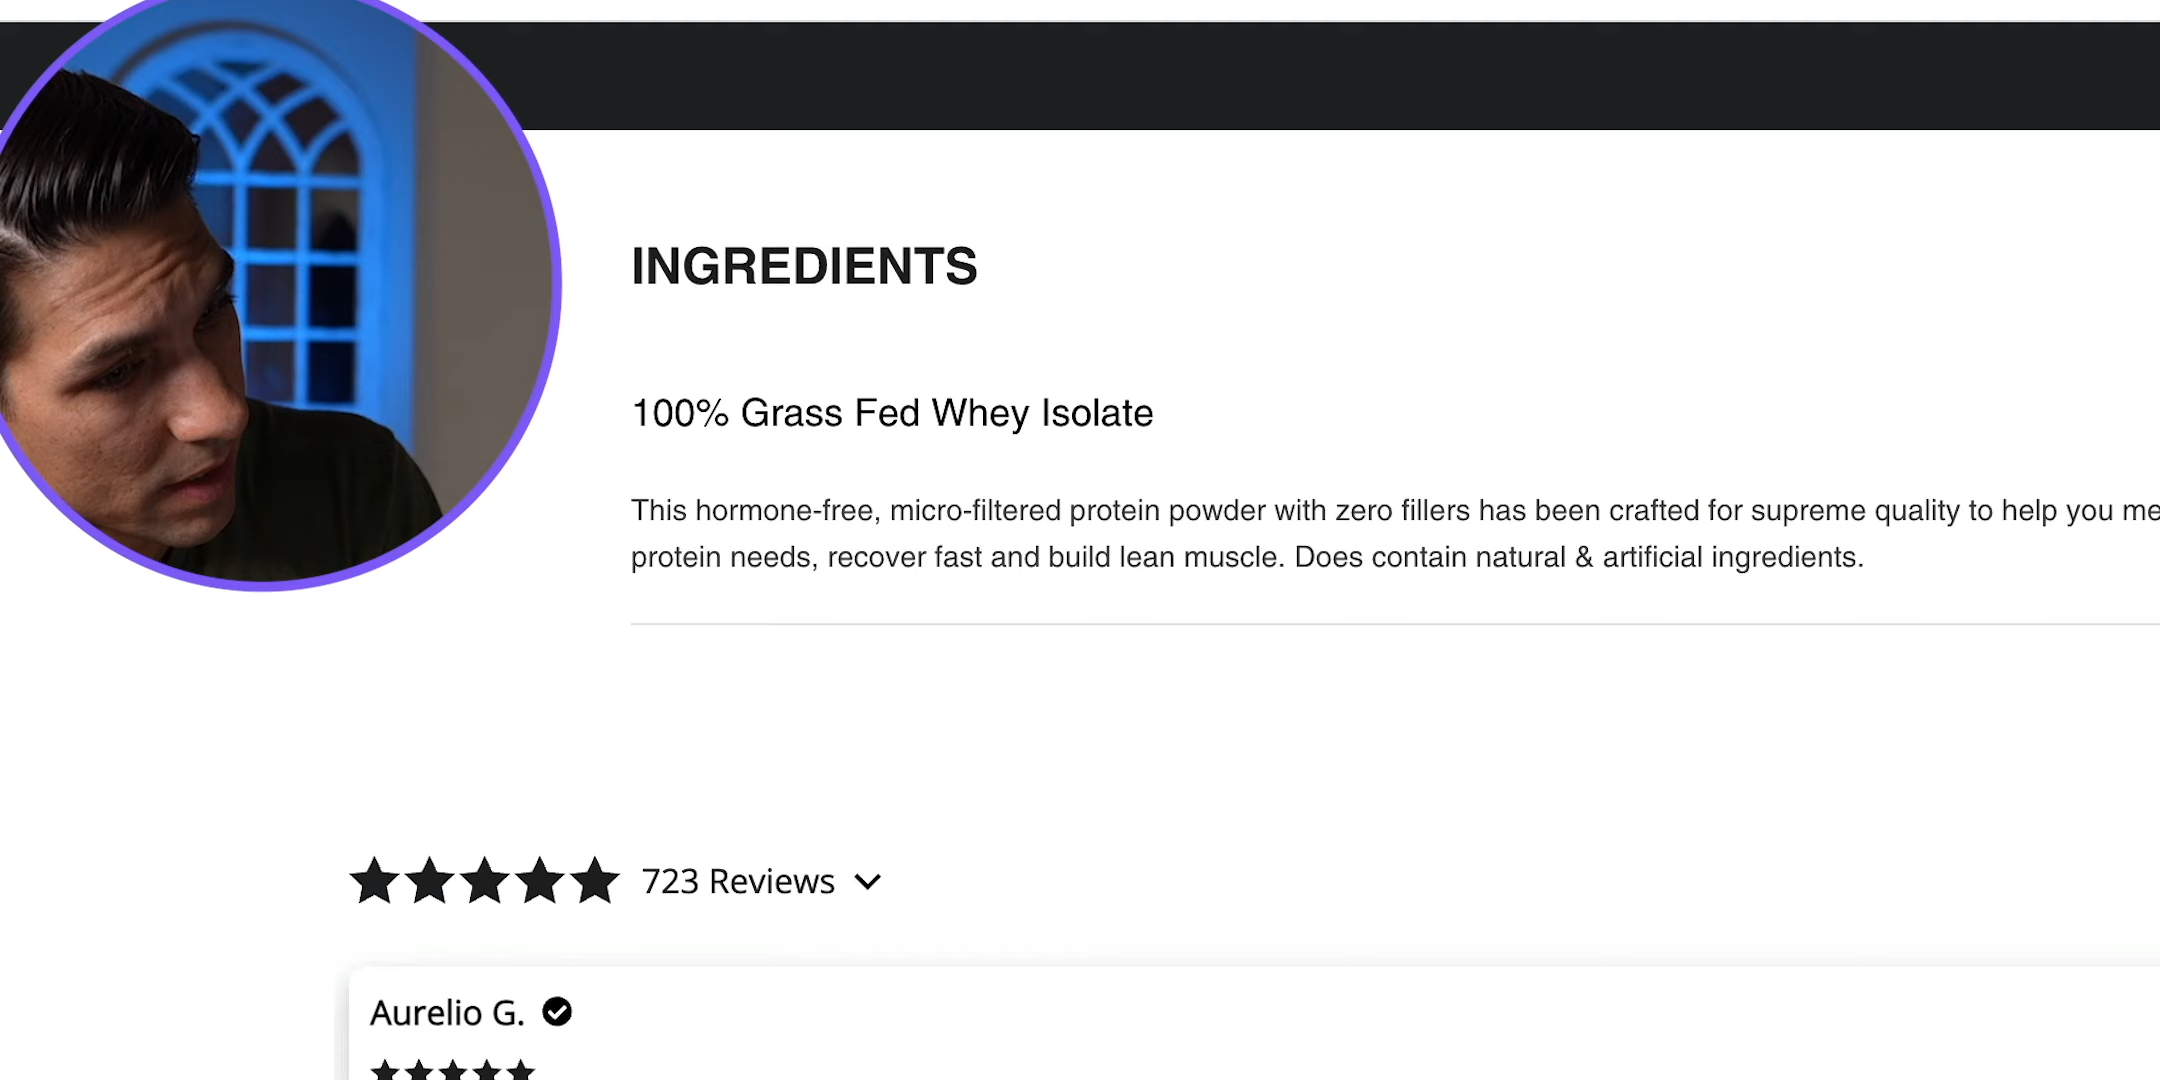 INGREDIENTS
100% Grass Fed Whey Isolate
This hormone-free, micro-filtered protein powder with zero fillers has been crafted for supreme quality to help you me
protein needs, recover fast and build lean muscle. Does contain natural & artificial ingredients.
723 Reviews
Aurelio G.